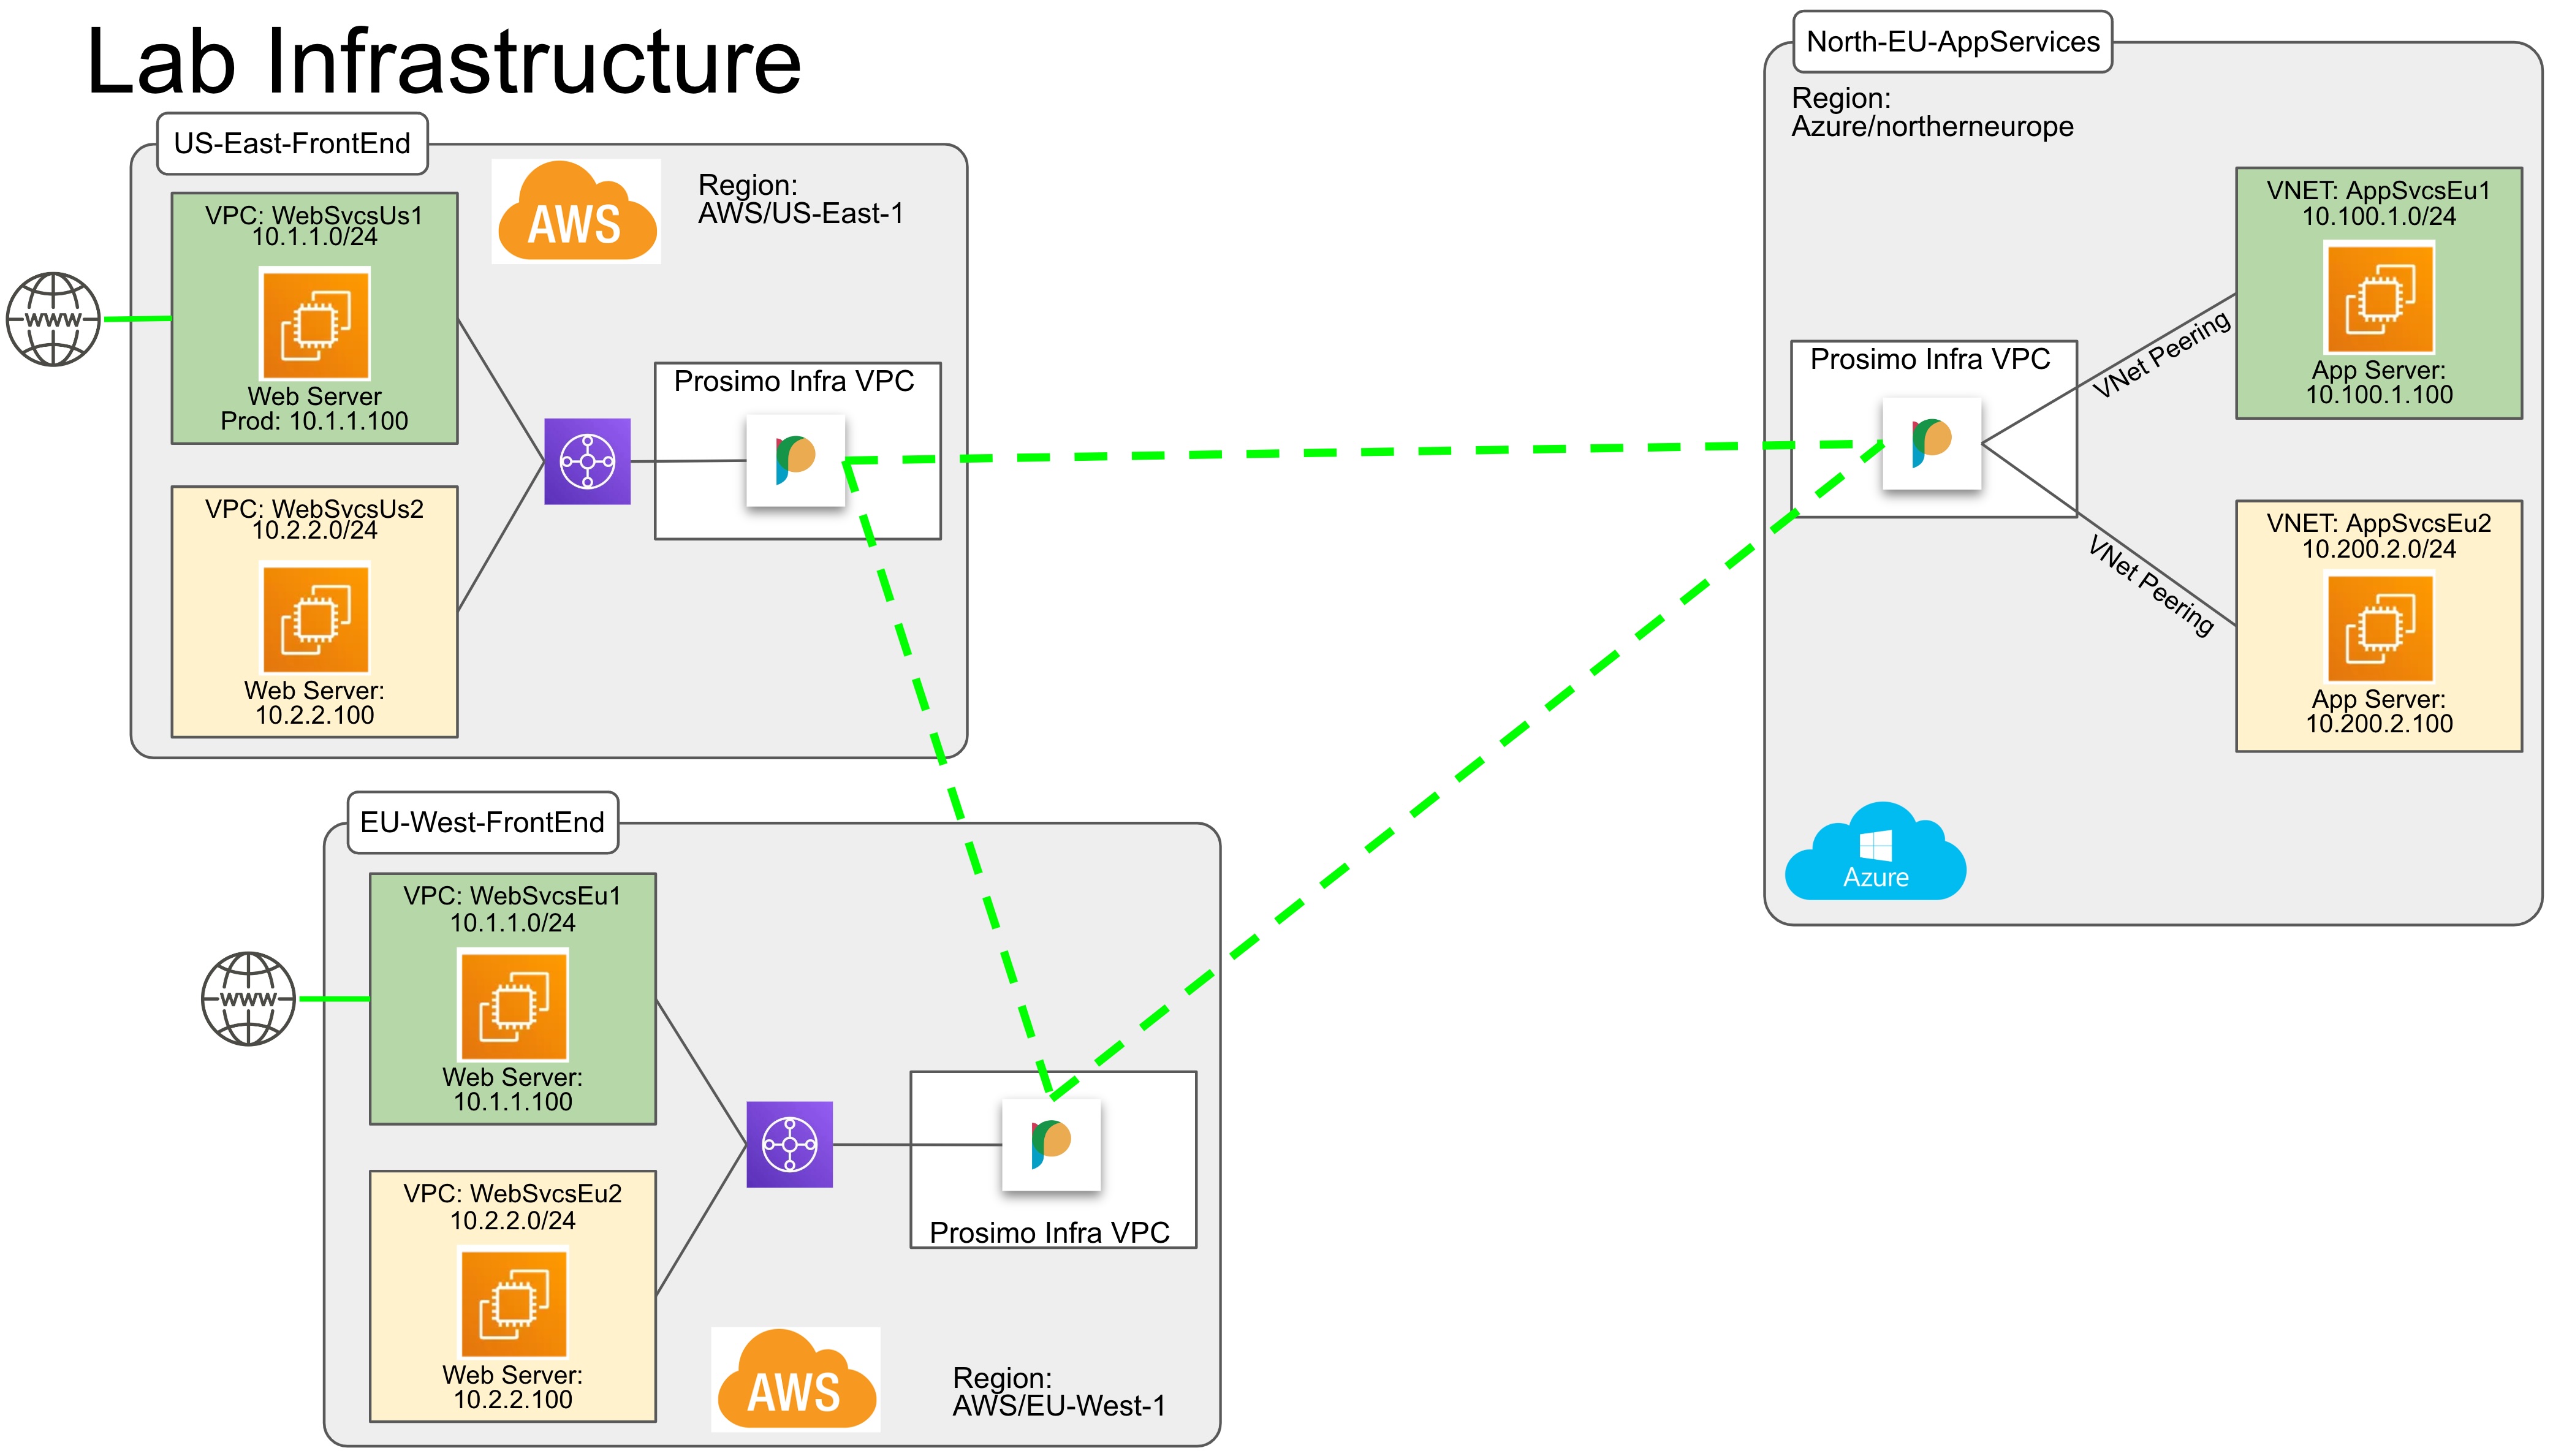 Lab Infrastructure
US-East-FrontEnd
VPC: WebSvcsUs1
10.1.1.0/24
Web Server
Prod: 10.1.1.100
VPC: WebSvcsUs2
10.2.2.0/24
Web Server:
10.2.2.100
www
AWS
Region:
AWS/US-East-1
Prosimo Infra VPC
EU-West-FrontEnd
VPC: WebSvcsEu1
10.1.1.0/24
Web Server:
10.1.1.100
VPC: WebSvcsEu2
10.2.2.0/24
Web Server:
10.2.2.100
www
Prosimo Infra VPC
AWS
Region:
AWS/EU-West-1
North-EU-AppServices
Region:
Azure/northerneurope
Prosimo Infra VPC
VNet Peering
VNet Peering
VNET: AppSvcsEu1
10.100.1.0/24
App Server:
10.100.1.100
VNET: AppSvcsEu2
10.200.2.0/24
App Server:
10.200.2.100
Azure